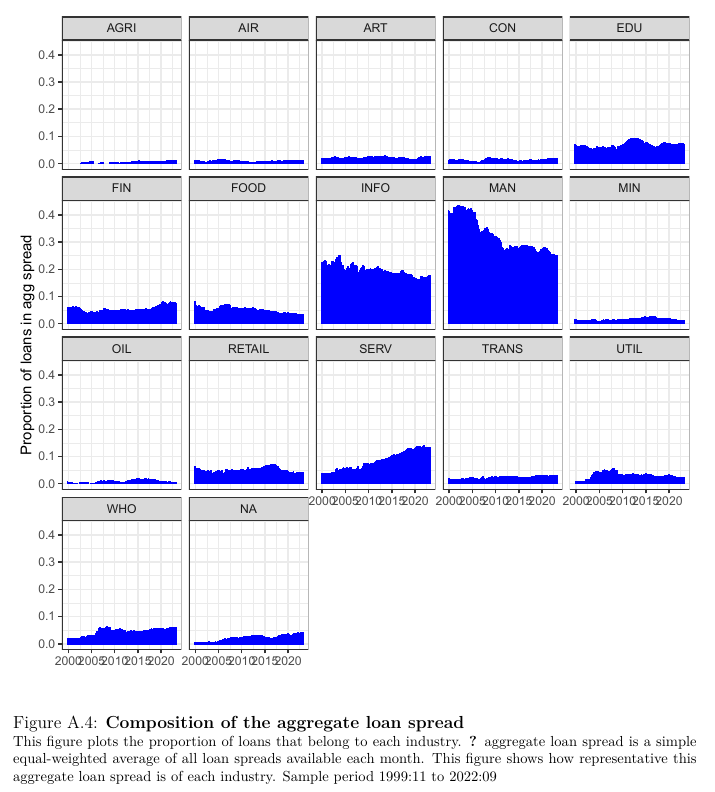 AGRI AIR ART CON EDU
0.4
0.3
0.2
0.1
0.0
FIN FOOD INFO MAN MIN
0.4
0.3
0.2
0.1
0.0
Proportion of loans in agg spread
OIL RETAIL SERV TRANS UTIL
0.4
0.3
0.2
0.1
0.0
2000 2005 2010 2015 2020 2000 2005 2010 2015 2020 2000 2005 2010 2015 2020
WHO NA
0.4
0.3
0.2
0.1
0.0
2000 2005 2010 2015 2020 2000 2005 2010 2015 2020
Figure A.4: Composition of the aggregate loan spread
This figure plots the proportion of loans that belong to each industry. ? aggregate loan spread is a simple
equal-weighted average of all loan spreads available each month. This figure shows how representative this
aggregate loan spread is of each industry. Sample period 1999:11 to 2022:09